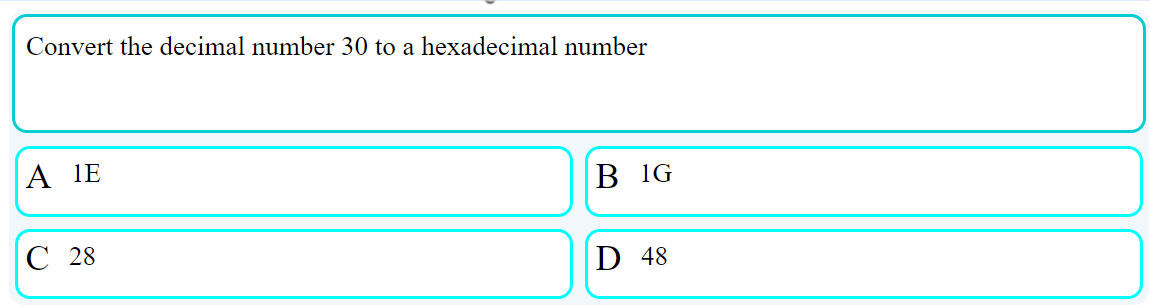 Convert the decimal number 30 to a hexadecimal number
A 1E
B 1G
C 28
D 48